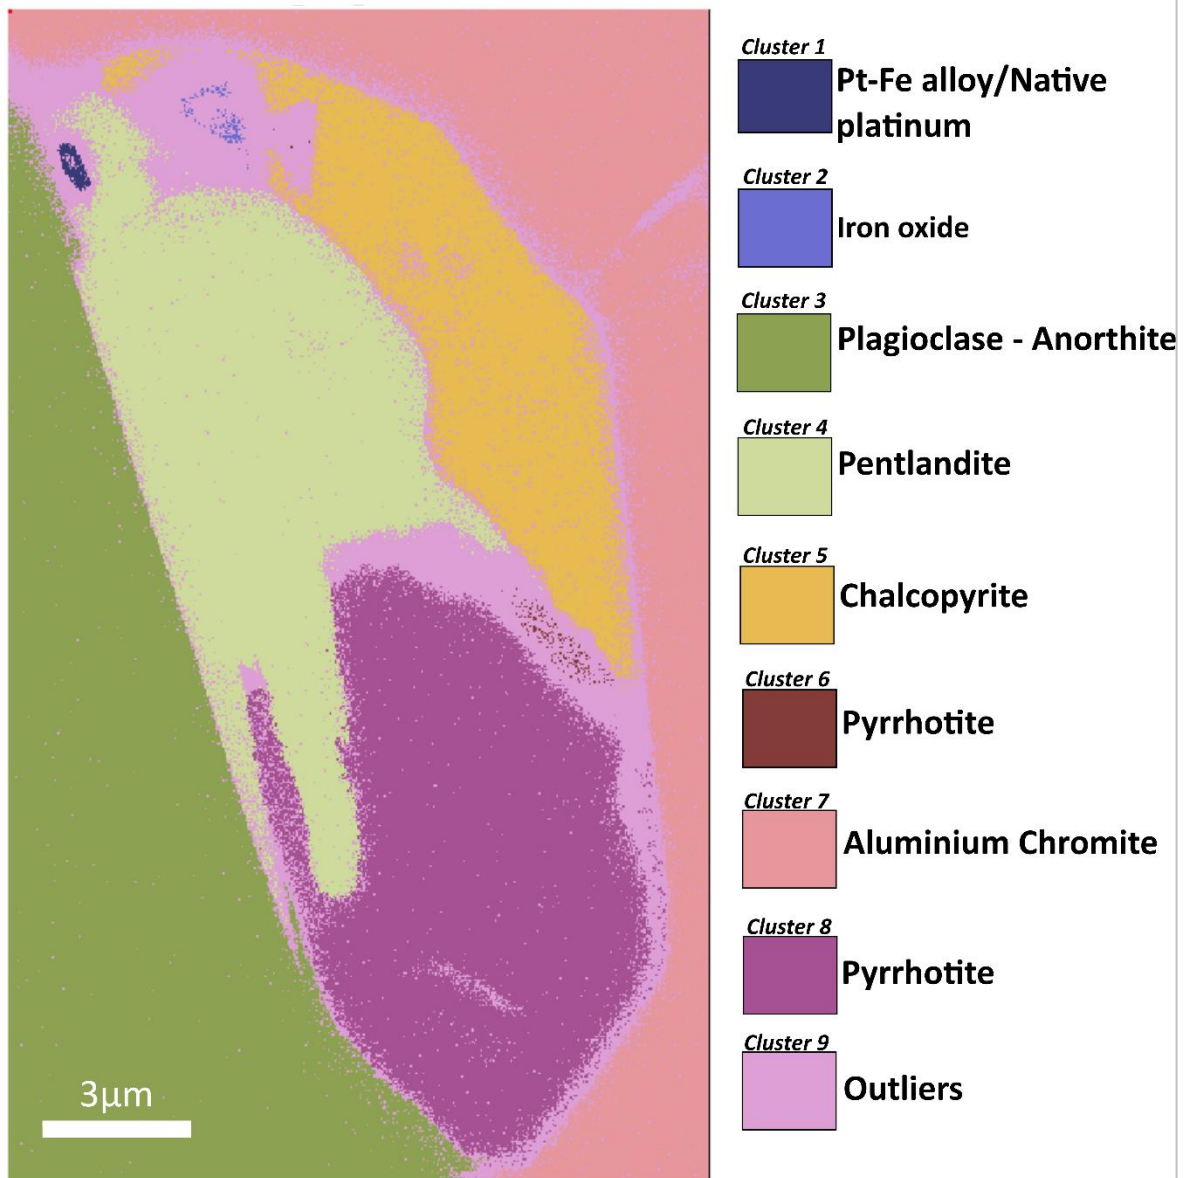 Cluster 1
Pt-Fe alloy/Native
platinum
Cluster 2
Iron oxide
Cluster 3
Plagioclase - Anorthite
Cluster 4
Pentlandite
Cluster 5
Chalcopyrite
Cluster 6
Pyrrhotite
Cluster 7
Aluminium Chromite
Cluster 8
Pyrrhotite
Cluster 9
Outliers
3μm